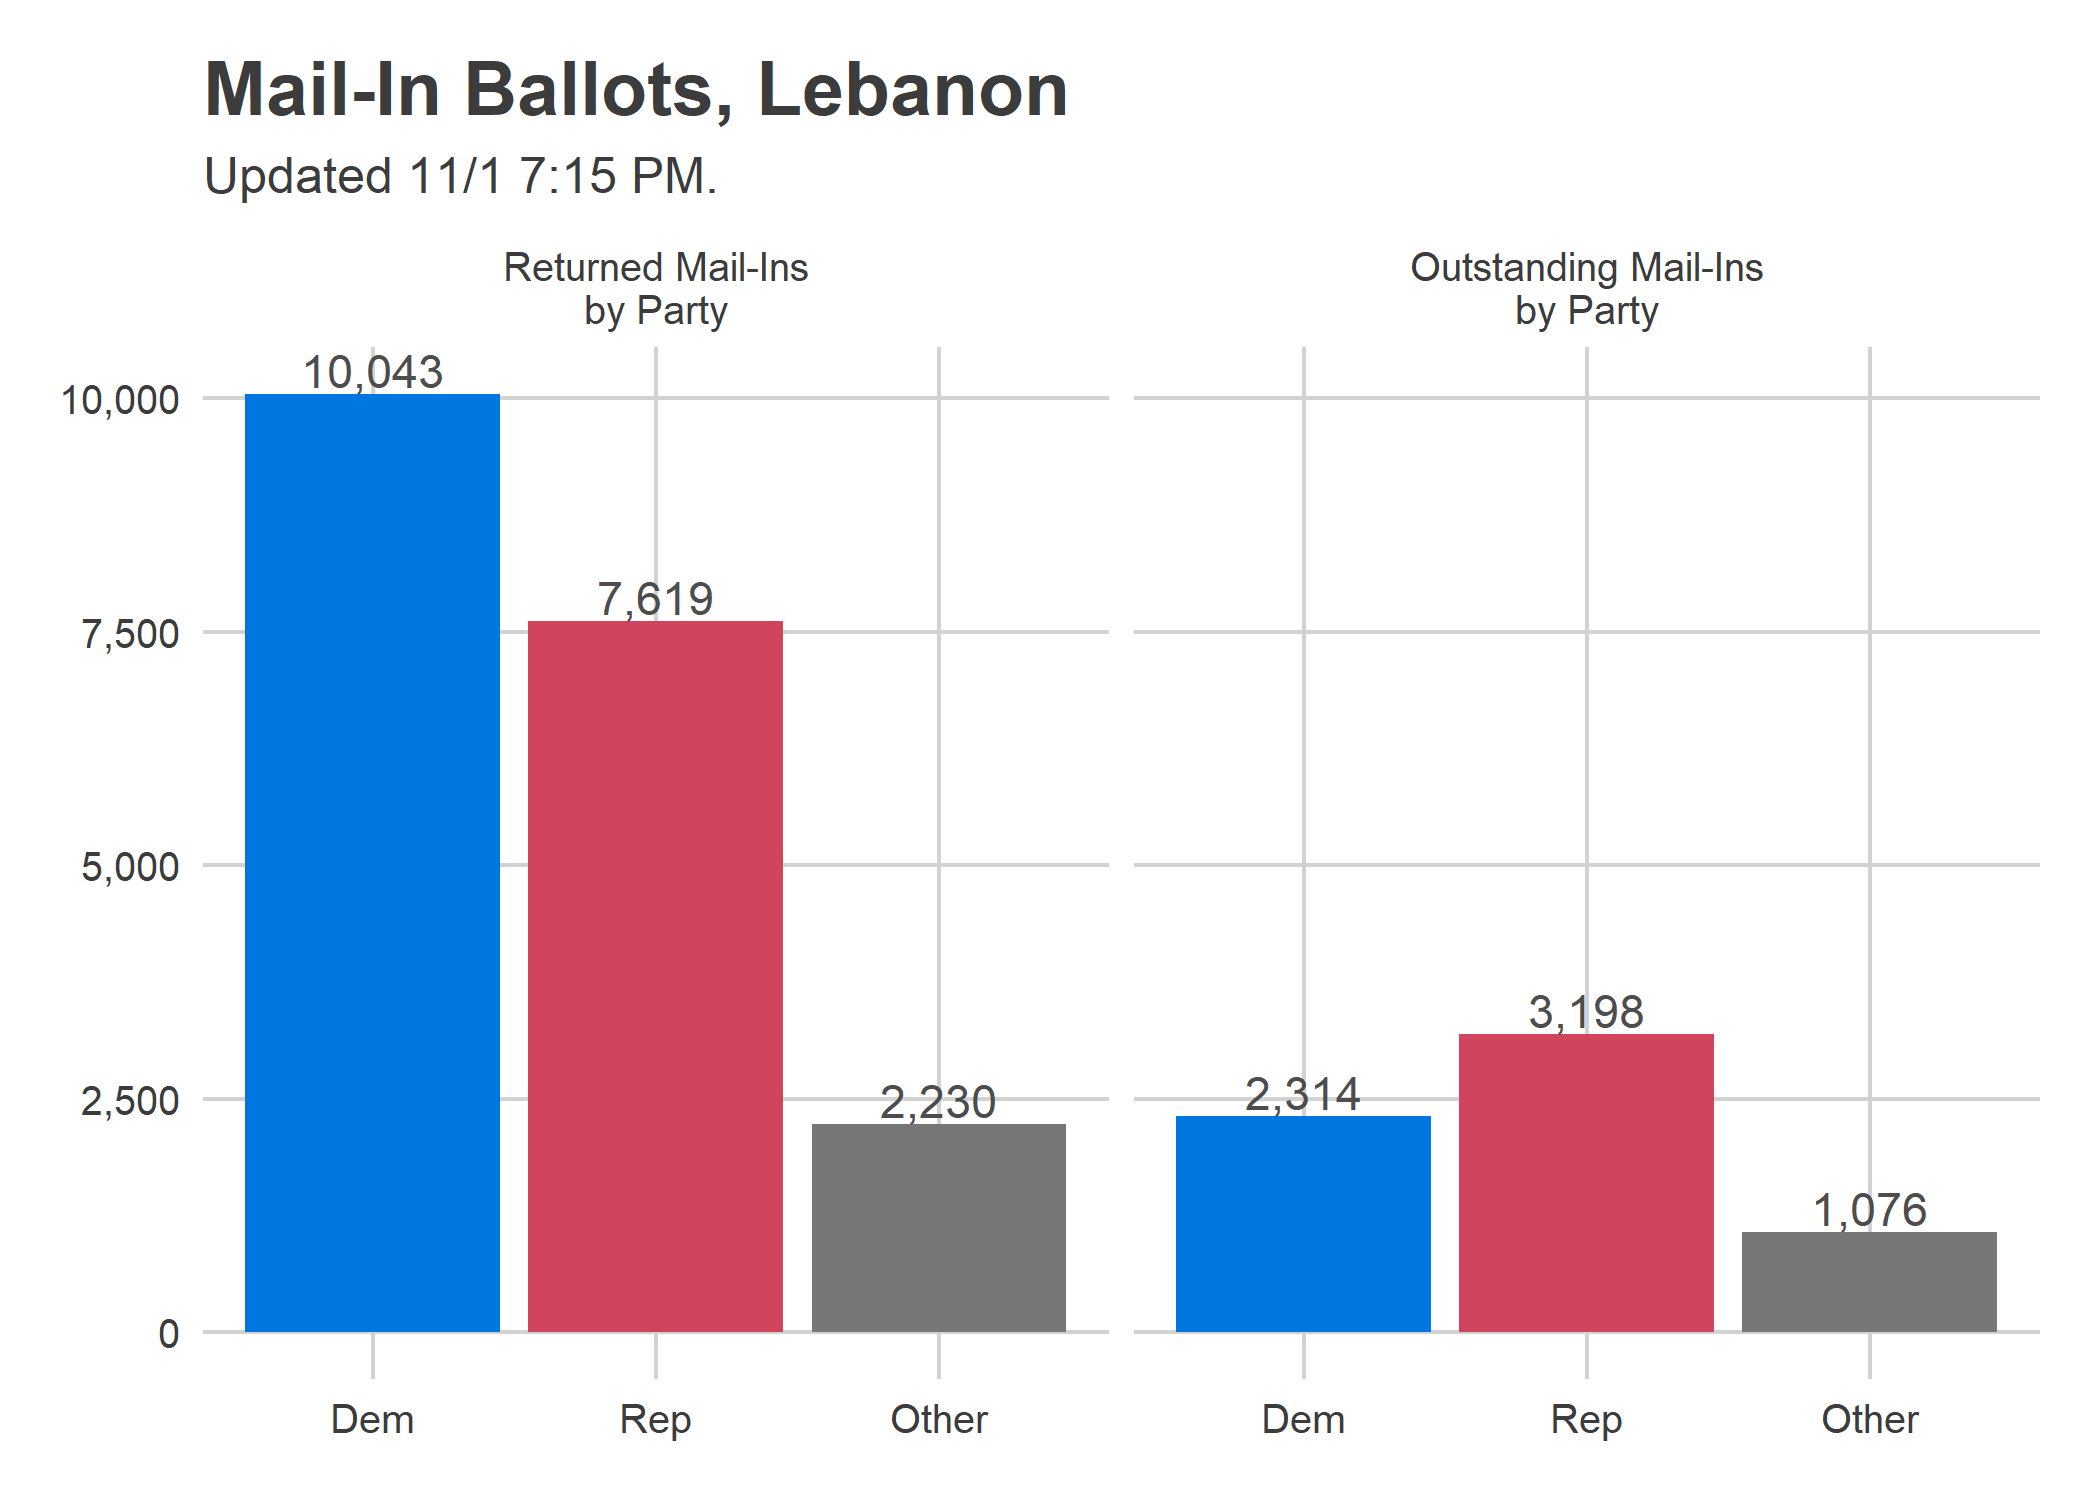 Mail-In Ballots, Lebanon
Updated 11/1 7:15 PM.
Returned Mail-Ins
by Party
Outstanding Mail-Ins
by Party
10,000
7,500
5,000
2,500
0
10,043
7,619
2,230
2,314
3,198
1,076
Dem
Rep
Other
Dem
Rep
Other